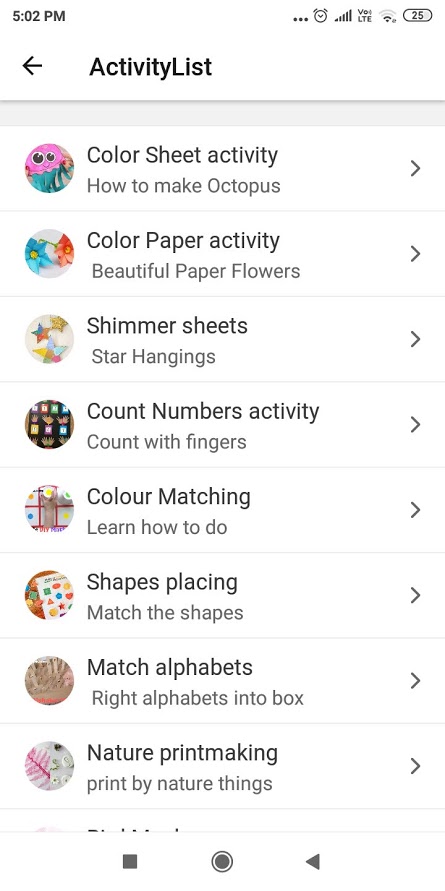 5:02 PM
Vo))
LTE
25
ActivityList
Color Sheet activity
How to make Octopus
Color Paper activity
Beautiful Paper Flowers
Shimmer sheets
Star Hangings
Count Numbers activity
Count with fingers
Colour Matching
Learn how to do
Shapes placing
Match the shapes
Match alphabets
Right alphabets into box
Nature printmaking
print by nature things